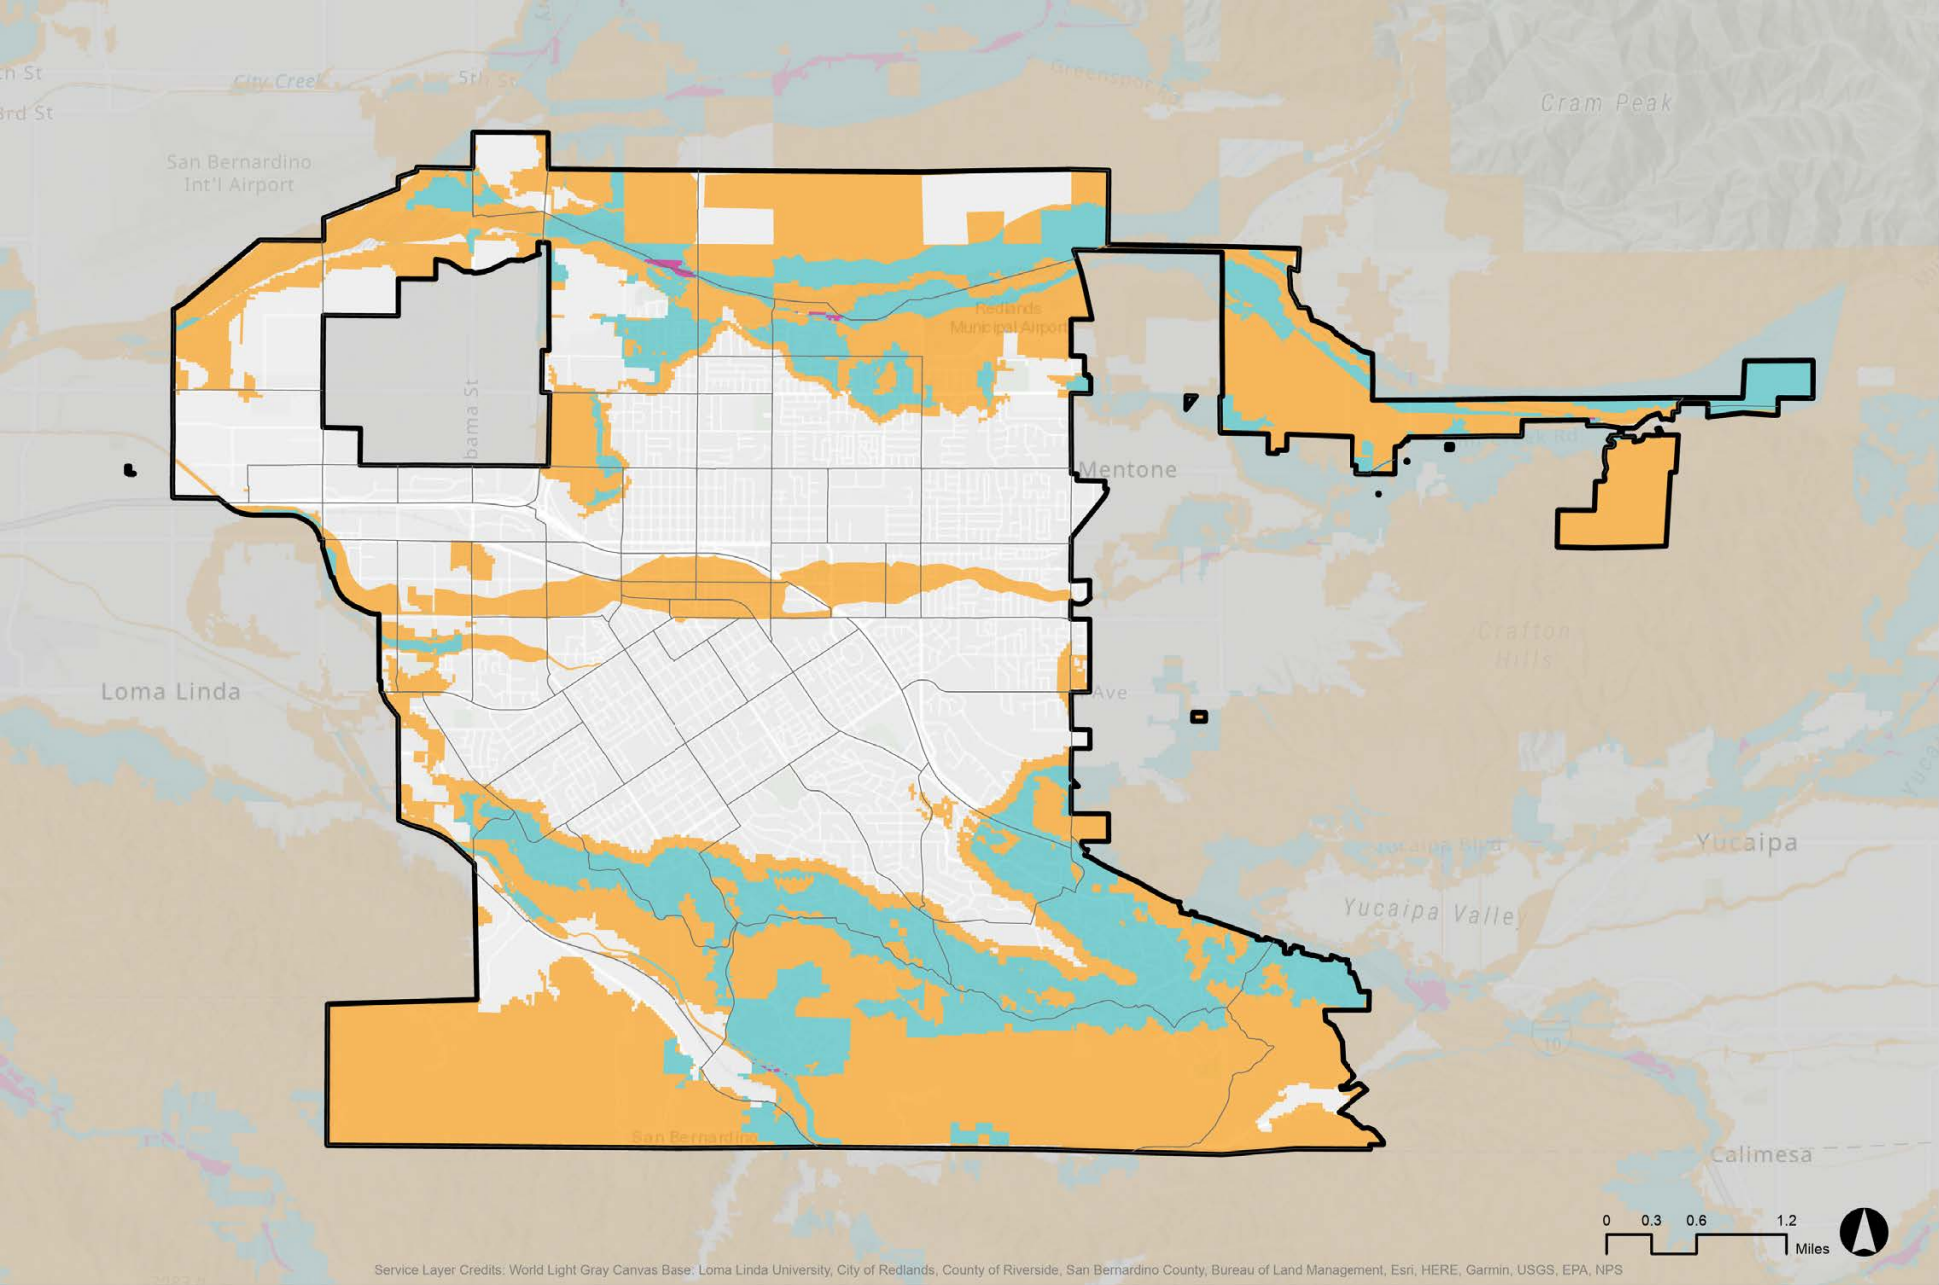 City Creek
5th St
Greenspot Rd
th St
3rd St
Cram Peak
San Bernardino
Int'l Airport
Redlands
Municipal Airport
bama St
Mentone
Crafton
Hills
Loma Linda
Ave
Yucaipa Blvd
Yucaipa
Yucaipa Valley
10
San Bernardino
Calimesa
0 0.3 0.6 1.2
Miles
Service Layer Credits: World Light Gray Canvas Base: Loma Linda University, City of Redlands, County of Riverside, San Bernardino County, Bureau of Land Management, Esri, HERE, Garmin, USGS, EPA, NPS